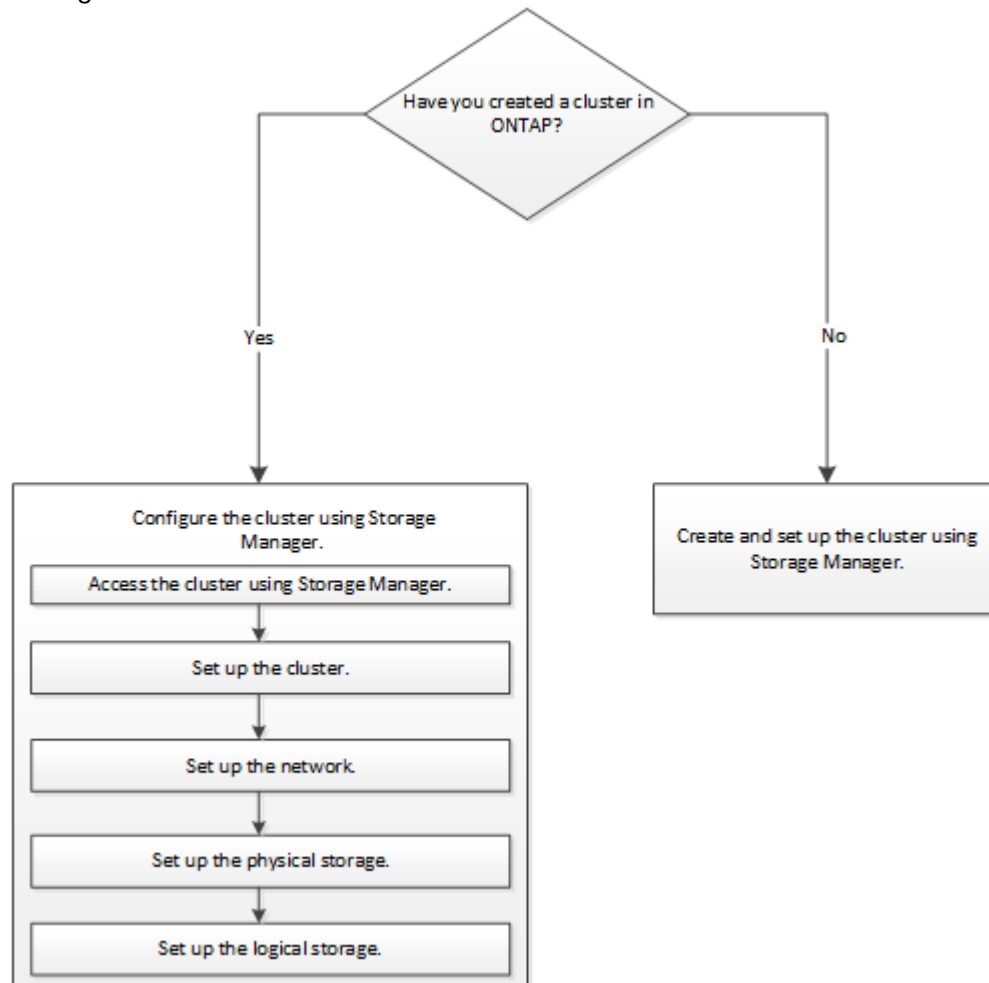 Have you created a cluster in
ONTAP?
Yes
No
Configure the cluster using Storage
Manager.
Access the cluster using Storage Manager.
Set up the cluster.
Set up the network.
Set up the physical storage.
Set up the logical storage.
Create and set up the cluster using
Storage Manager.